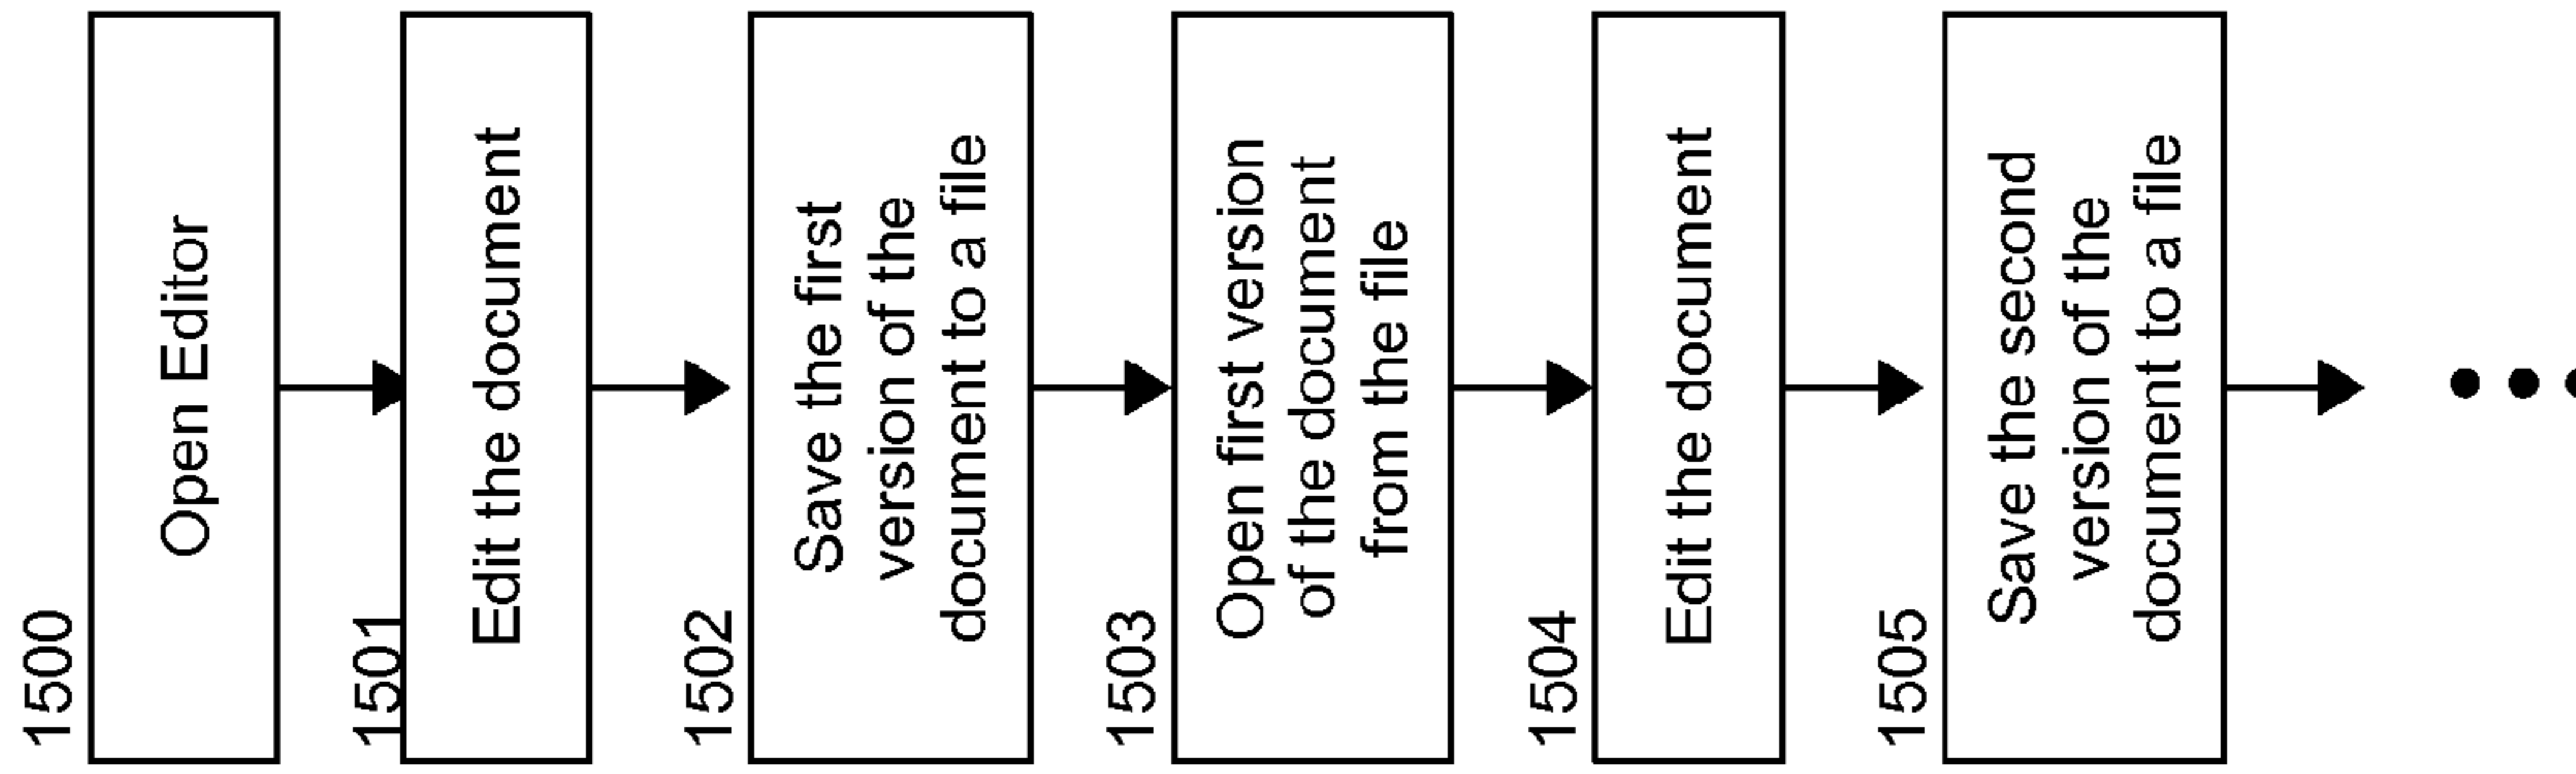 1500
Open Editor
1501
Edit the document
1502
Save the first
version of the
document to a file
1503
Open first version
of the document
from the file
1504
Edit the document
1505
Save the second
version of the
document to a file